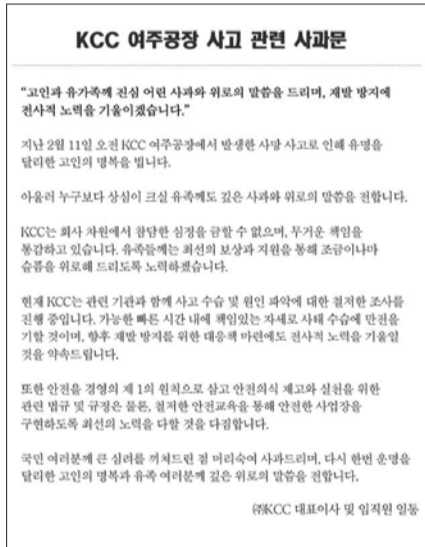 KCC 여주공장 사고 관련 사과문
“고인과 유가족께 진심 어린 사과와 위로의 말씀을 드리며, 재발 방지에
전사적 노력을 기울이겠습니다.”
지난 2월 11일 오전 KCC 여주공장에서 발생한 사망 사고로 인해 유명을
달리한 고인의 명복을 빕니다.
아울러 누구보다 상심이 크실 유족께도 깊은 사과와 위로의 말씀을 전합니다.
KCC는 회사 차원에서 참담한 심정을 금할 수 없으며, 무거운 책임을
통감하고 있습니다. 유족들께는 최선의 보상과 지원을 통해 조금이나마
슬픔을 위로해 드리도록 노력하겠습니다.
현재 KCC는 관련 기관과 함께 사고 수습 및 원인 파악에 대한 철저한 조사를
진행 중입니다. 가능한 빠른 시간 내에 책임있는 자세로 사태 수습에 만전을
기할 것이며, 향후 재발 방지를 위한 대응책 마련에도 전사적 노력을 기울일
것을 약속드립니다.
또한 안전을 경영의 제 1의 원칙으로 삼고 안전의식 제고와 실천을 위한
관련 법규 및 규정은 물론, 철저한 안전교육을 통해 안전한 사업장을
구현하도록 최선의 노력을 다할 것을 다짐합니다.
국민 여러분께 큰 심려를 끼쳐드린 점 머리숙여 사과드리며, 다시 한번 운명을
달리한 고인의 명복과 유족 여러분께 깊은 위로의 말씀을 전합니다.
㈜KCC 대표이사 및 임직원 일동